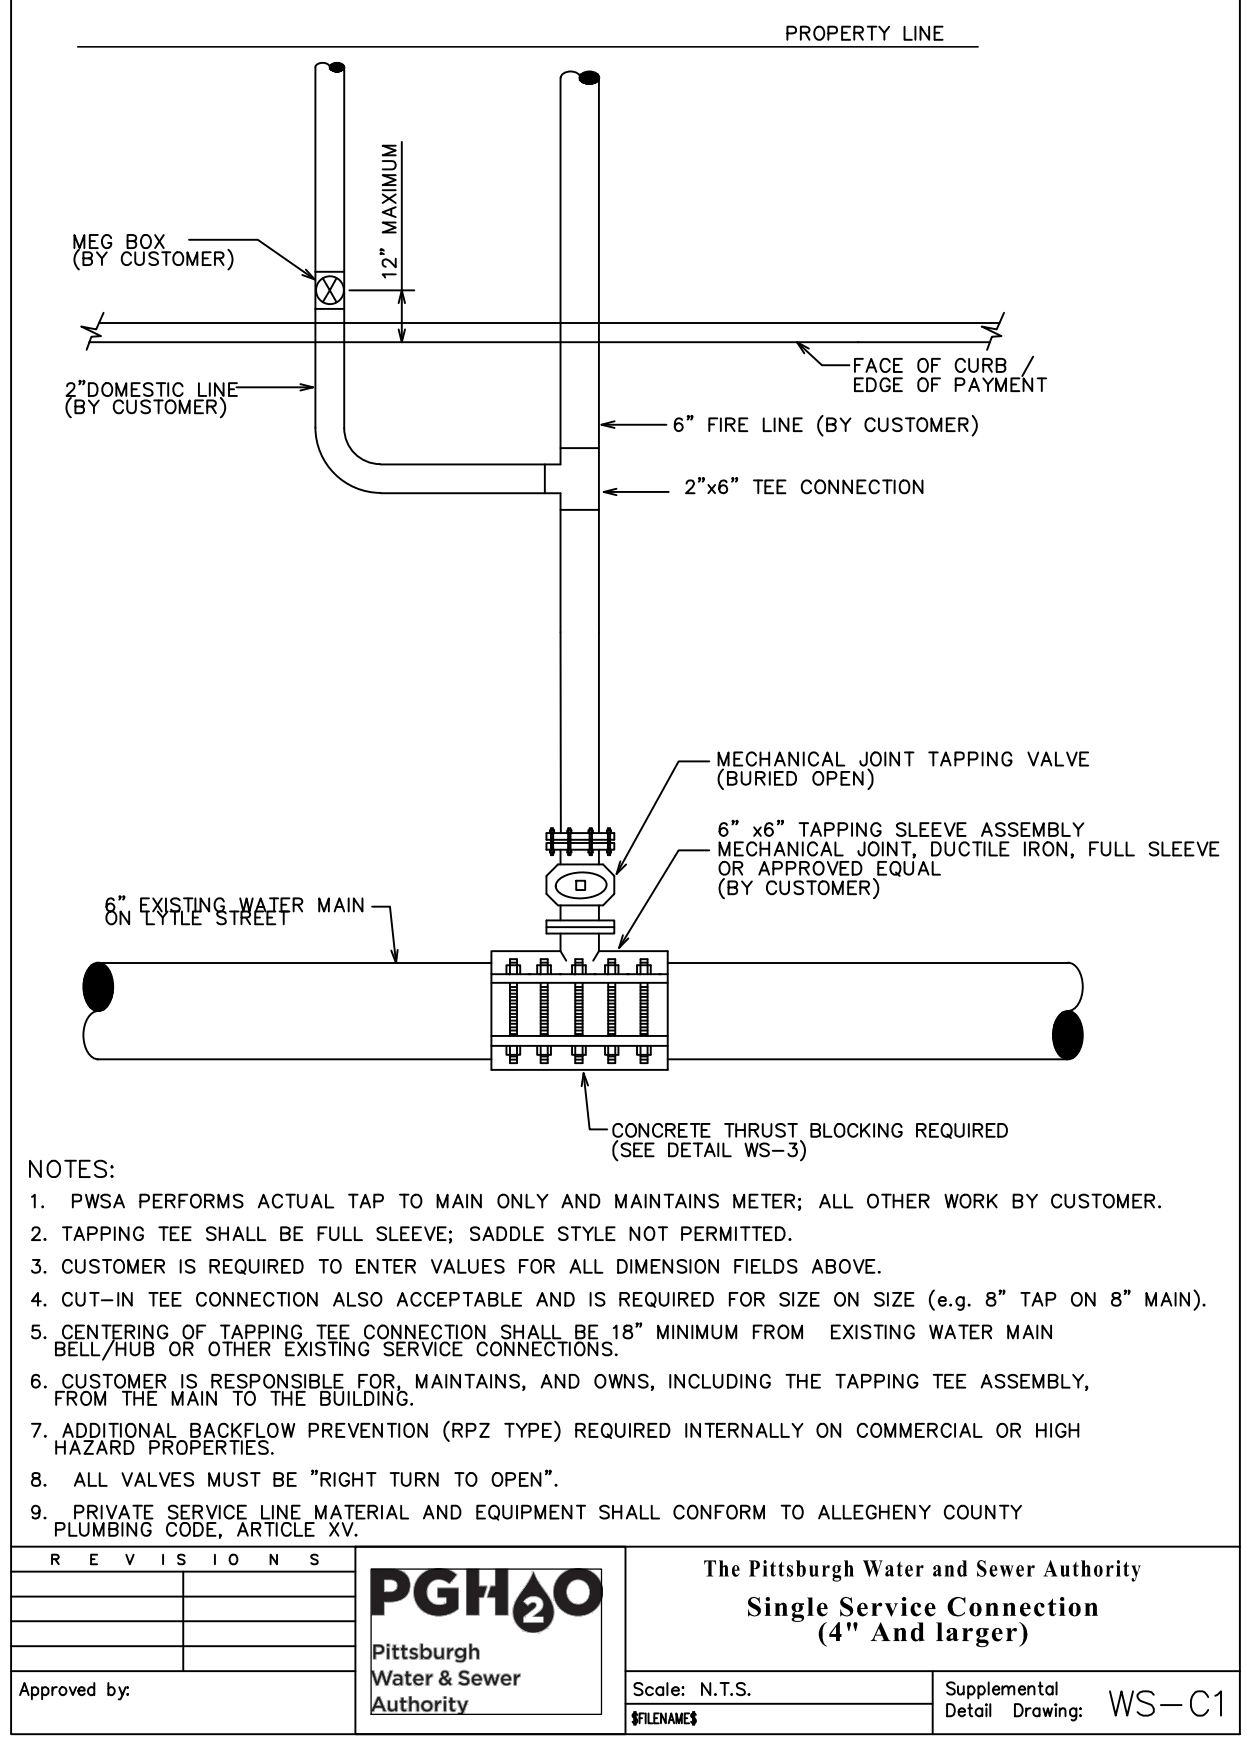 PROPERTY LINE
12" MAXIMUM
MEG BOX
(BY CUSTOMER)
FACE OF CURB /
EDGE OF PAYMENT
2"DOMESTIC LINE
(BY CUSTOMER)
6" FIRE LINE (BY CUSTOMER)
2"x6" TEE CONNECTION
MECHANICAL JOINT TAPPING VALVE
(BURIED OPEN)
6" x6" TAPPING SLEEVE ASSEMBLY
MECHANICAL JOINT, DUCTILE IRON, FULL SLEEVE
OR APPROVED EQUAL
(BY CUSTOMER)
6" EXISTING WATER MAIN
ON LYTLE STREET
CONCRETE THRUST BLOCKING REQUIRED
(SEE DETAIL WS-3)
NOTES:
1. PWSA PERFORMS ACTUAL TAP TO MAIN ONLY AND MAINTAINS METER; ALL OTHER WORK BY CUSTOMER.
2. TAPPING TEE SHALL BE FULL SLEEVE; SADDLE STYLE NOT PERMITTED.
3. CUSTOMER IS REQUIRED TO ENTER VALUES FOR ALL DIMENSION FIELDS ABOVE.
4. CUT-IN TEE CONNECTION ALSO ACCEPTABLE AND IS REQUIRED FOR SIZE ON SIZE (e.g. 8" TAP ON 8" MAIN).
5. CENTERING OF TAPPING TEE CONNECTION SHALL BE 18" MINIMUM FROM EXISTING WATER MAIN
BELL/HUB OR OTHER EXISTING SERVICE CONNECTIONS.
6. CUSTOMER IS RESPONSIBLE FOR, MAINTAINS, AND OWNS, INCLUDING THE TAPPING TEE ASSEMBLY,
FROM THE MAIN TO THE BUILDING.
7. ADDITIONAL BACKFLOW PREVENTION (RPZ TYPE) REQUIRED INTERNALLY ON COMMERCIAL OR HIGH
HAZARD PROPERTIES.
8. ALL VALVES MUST BE "RIGHT TURN TO OPEN".
9. PRIVATE SERVICE LINE MATERIAL AND EQUIPMENT SHALL CONFORM TO ALLEGHENY COUNTY
PLUMBING CODE, ARTICLE XV.
REVISIONS
Approved by:
PGH2O
Pittsburgh
Water & Sewer
Authority
The Pittsburgh Water and Sewer Authority
Single Service Connection
(4" And larger)
Scale: N.T.S.
$FILENAME$
Supplemental
Detail Drawing:
WS-C1